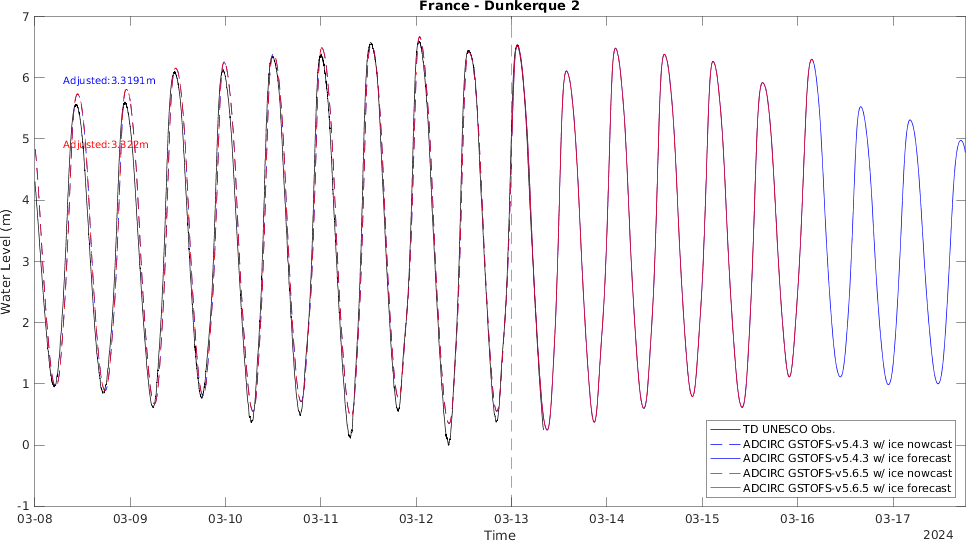 France - Dunkerque 2
7
6
5
4
3
2
1
0
-1
Water Level (m)
Adjusted:3.3191m
Adjusted:3.322m
TD UNESCO Obs.
ADCIRC GSTOFS-v5.4.3 w/ ice nowcast
ADCIRC GSTOFS-v5.4.3 w/ ice forecast
ADCIRC GSTOFS-v5.6.5 w/ ice nowcast
ADCIRC GSTOFS-v5.6.5 w/ ice forecast
03-08 03-09 03-10 03-11 03-12 03-13 03-14 03-15 03-16 03-17
Time
2024